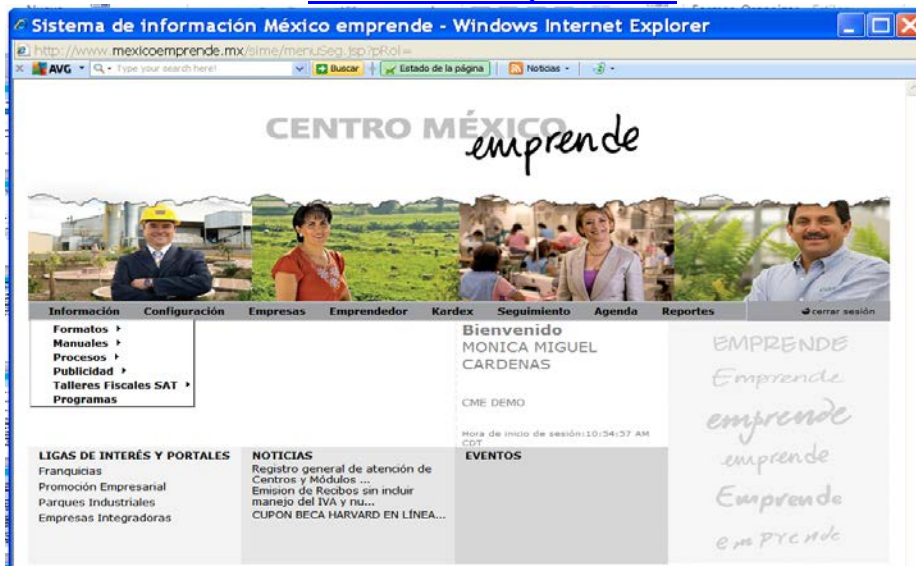 Sistema de información México emprende - Windows Internet Explorer
http://www.mexicoemprende.mx/sime/menuSeg.jsp?pRol=
AVG Type your search here! Buscar Estado de la página Noticias
CENTRO MÉXICO
emprende
Información Configuración Empresas Emprendedor Kardex Seguimiento Agenda Reportes cerrar sesión
Formatos
Manuales
Procesos
Publicidad
Talleres Fiscales SAT
Programas
Bienvenido
MONICA MIGUEL
CARDENAS
CME DEMO
Hora de inicio de sesión:10:54:57 AM
CDT
EMPRENDE
Emprende
emprende
emprende
Emprende
emprende
LIGAS DE INTERÉS Y PORTALES
Franquicias
Promoción Empresarial
Parques Industriales
Empresas Integradoras
NOTICIAS
Registro general de atención de
Centros y Módulos ...
Emision de Recibos sin incluir
manejo del IVA y nu...
CUPON BECA HARVARD EN LÍNEA...
EVENTOS